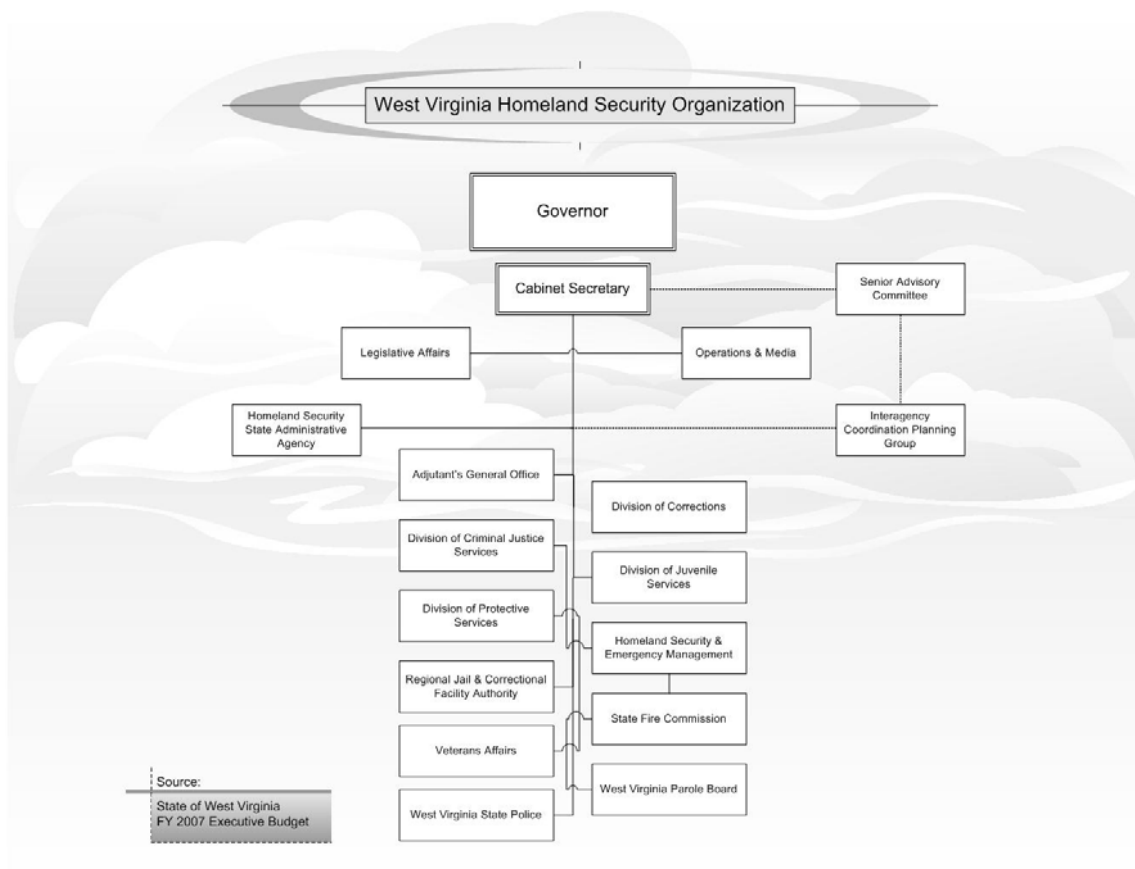 West Virginia Homeland Security Organization
Governor
Cabinet Secretary
Senior Advisory
Committee
Legislative Affairs
Operations & Media
Homeland Security
State Administrative
Agency
Interagency
Coordination Planning
Group
Adjutant's General Office
Division of Corrections
Division of Criminal Justice
Services
Division of Juvenile
Services
Division of Protective
Services
Homeland Security &
Emergency Management
Regional Jail & Correctional
Facility Authority
State Fire Commission
Veterans Affairs
West Virginia Parole Board
West Virginia State Police
Source:
State of West Virginia
FY 2007 Executive Budget